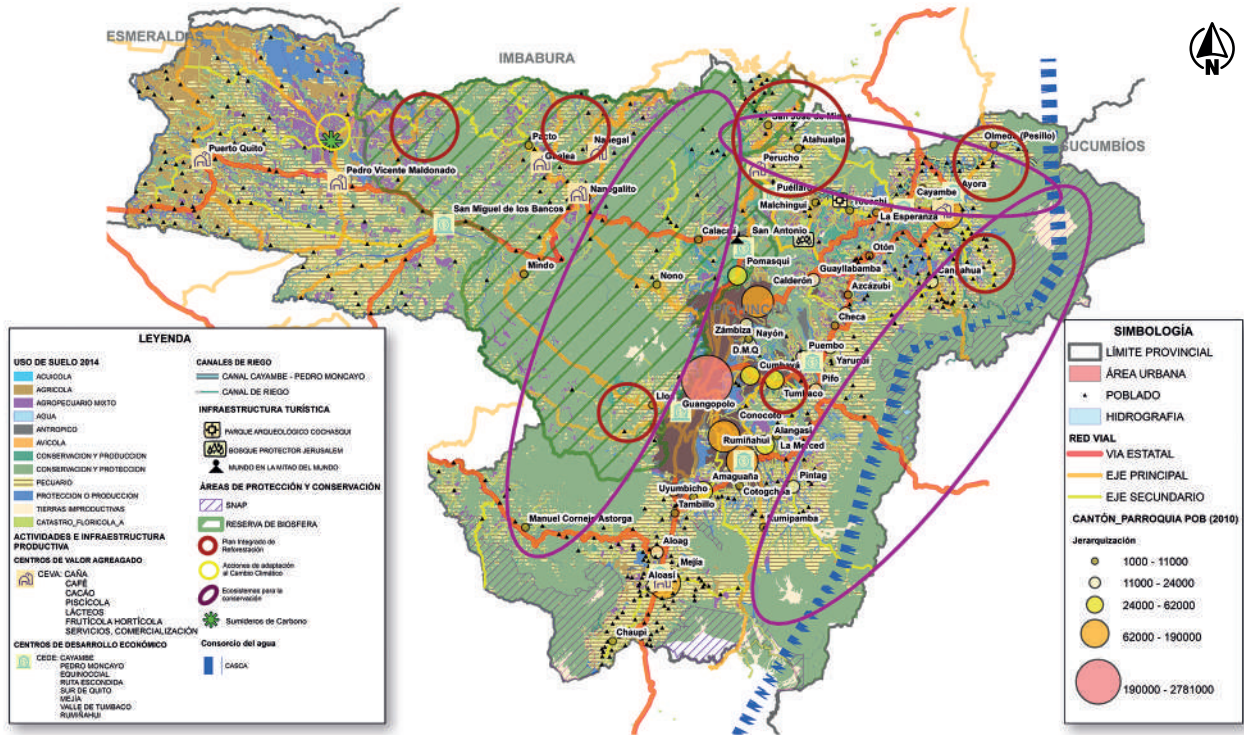 ESMERALDAS
IMBABURA
SUCUMBÍOS
N
San José de Minas
Olmedo (Pesillo)
Pacto
Nanegal
Atahualpa
Puerto Quito
Gualea
Perucho
Ayora
Pedro Vicente Maldonado
Nanegalito
Puéllaro
Cayambe
Malchinguí
Tocachi
San Miguel de los Bancos
La Esperanza
Calacalí
San Antonio
Otón
Pomasqui
Mindo
Nono
Guayllabamba
Cangahua
Calderón
Azcázubi
Checa
Zámbiza
Nayón
D.M.Q
Puembo
Yaruquí
Cumbayá
Pifo
Tumbaco
Lloa
Guangopolo
Conocoto
Alangasí
Rumiñahui
La Merced
Amaguaña
Pintag
Uyumbicho
Cotogchoa
Tambillo
Manuel Cornejo Astorga
Rumipamba
Aloag
Mejía
Aloasí
Chaupi
LEYENDA
USO DE SUELO 2014
ACUICOLA
AGRICOLA
AGROPECUARIO MIXTO
AGUA
ANTROPICO
AVICOLA
CONSERVACION Y PRODUCCION
CONSERVACION Y PROTECCION
PECUARIO
PROTECCION O PRODUCCION
TIERRAS IMPRODUCTIVAS
CATASTRO_FLORICOLA_A
ACTIVIDADES E INFRAESTRUCTURA
PRODUCTIVA
CENTROS DE VALOR AGREAGADO
CEVA: CAÑA
CAFÉ
CACÃO
PISCÍCOLA
LÁCTEOS
FRUTÍCOLA HORTÍCOLA
SERVICIOS, COMERCIALIZACIÓN
CENTROS DE DESARROLLO ECONÓMICO
CEDE: CAYAMBE
PEDRO MONCAYO
EQUINOCCIAL
RUTA ESCONDIDA
SUR DE QUITO
MEJÍA
VALLE DE TUMBACO
RUMIÑAHUI
CANALES DE RIEGO
CANAL CAYAMBE - PEDRO MONCAYO
CANAL DE RIEGO
INFRAESTRUCTURA TURÍSTICA
PARQUE ARQUEOLÓGICO COCHASQUI
BOSQUE PROTECTOR JERUSALEM
MUNDO EN LA MITAD DEL MUNDO
ÁREAS DE PROTECCIÓN Y CONSERVACIÓN
SNAP
RESERVA DE BIOSFERA
Plan Integrado de
Reforestación
Acciones de adaptación
al Cambio Climático
Ecosistemas para la
conservación
Sumideros de Carbono
Consorcio del agua
CASCA
SIMBOLOGÍA
LÍMITE PROVINCIAL
ÁREA URBANA
POBLADO
HIDROGRAFIA
RED VIAL
VIA ESTATAL
EJE PRINCIPAL
EJE SECUNDARIO
CANTÓN_PARROQUIA POB (2010)
Jerarquización
1000 - 11000
11000 - 24000
24000 - 62000
62000 - 190000
190000 - 2781000